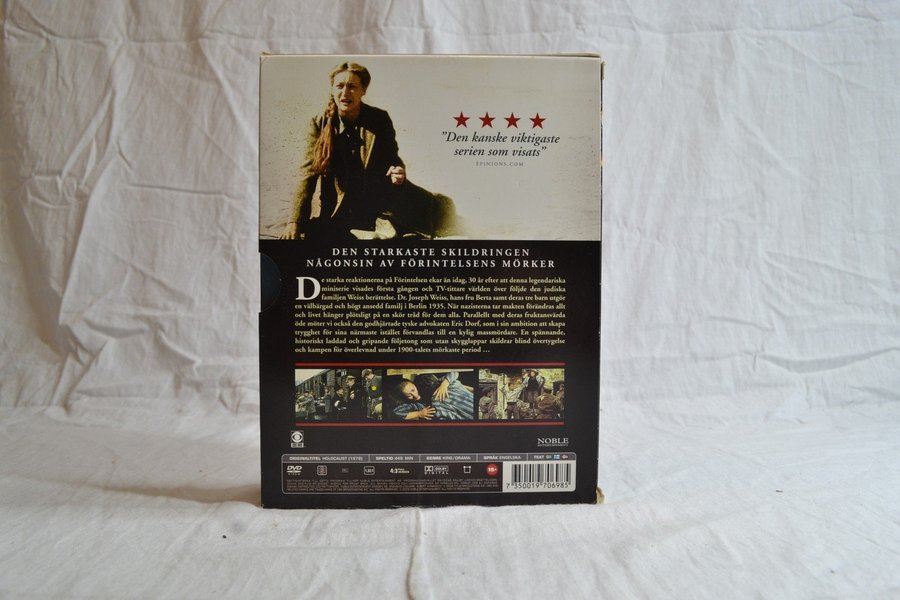 "Den kanske viktigaste
serien som visats"
EPINIONS.COM
DEN STARKASTE SKILDRINGEN
NÅGONSIN AV FÖRINTELSENS MÖRKER
De starka reaktionerna på Förintelsen ekar än idag, 30 år efter att denna legendariska
miniserie visades första gången och TV-tittare världen över följde den judiska
familjen Weiss berättelse. Dr. Joseph Weiss, hans fru Berta samt deras tre barn utgör
en välbärgad och högt ansedd familj i Berlin 1935. När nazisterna tar makten förändras allt
och livet hänger plötsligt på en skör tråd för dem alla. Parallellt med deras fruktansvärda
öde möter vi också den godhjärtade tyske advokaten Eric Dorf, som i sin ambition att skapa
trygghet för sina närmaste istället förvandlas till en kylig massmördare. En spännande,
historiskt laddad och gripande följetong som utan skygglappar skildrar blind övertygelse
och kampen för överlevnad under 1900-talets mörkaste period ...
NOBLE
ENTERTAINMENT
ORIGINALTITEL HOLOCAUST (1978) SPELTID 449 MIN GENRE KRIG/DRAMA SPRÅK ENGELSKA TEXT
DVD 4:3 DOLBY DIGITAL 15+
7 350019 706985